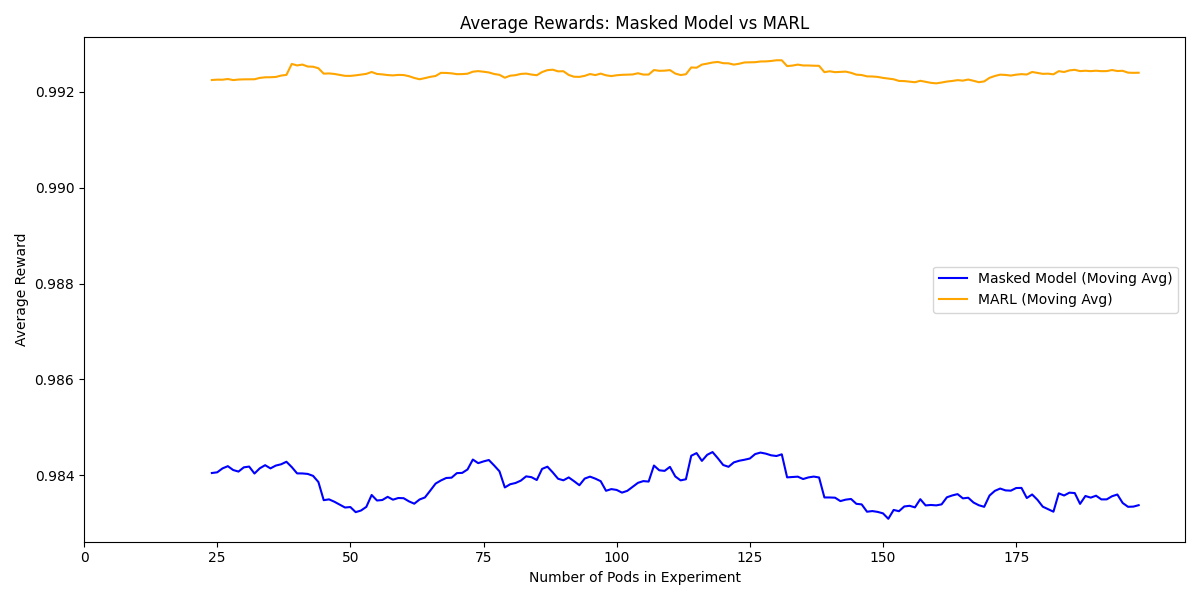 Average Rewards: Masked Model vs MARL
Average Reward
0.992
0.990
0.988
0.986
0.984
Masked Model (Moving Avg)
MARL (Moving Avg)
0 25 50 75 100 125 150 175
Number of Pods in Experiment